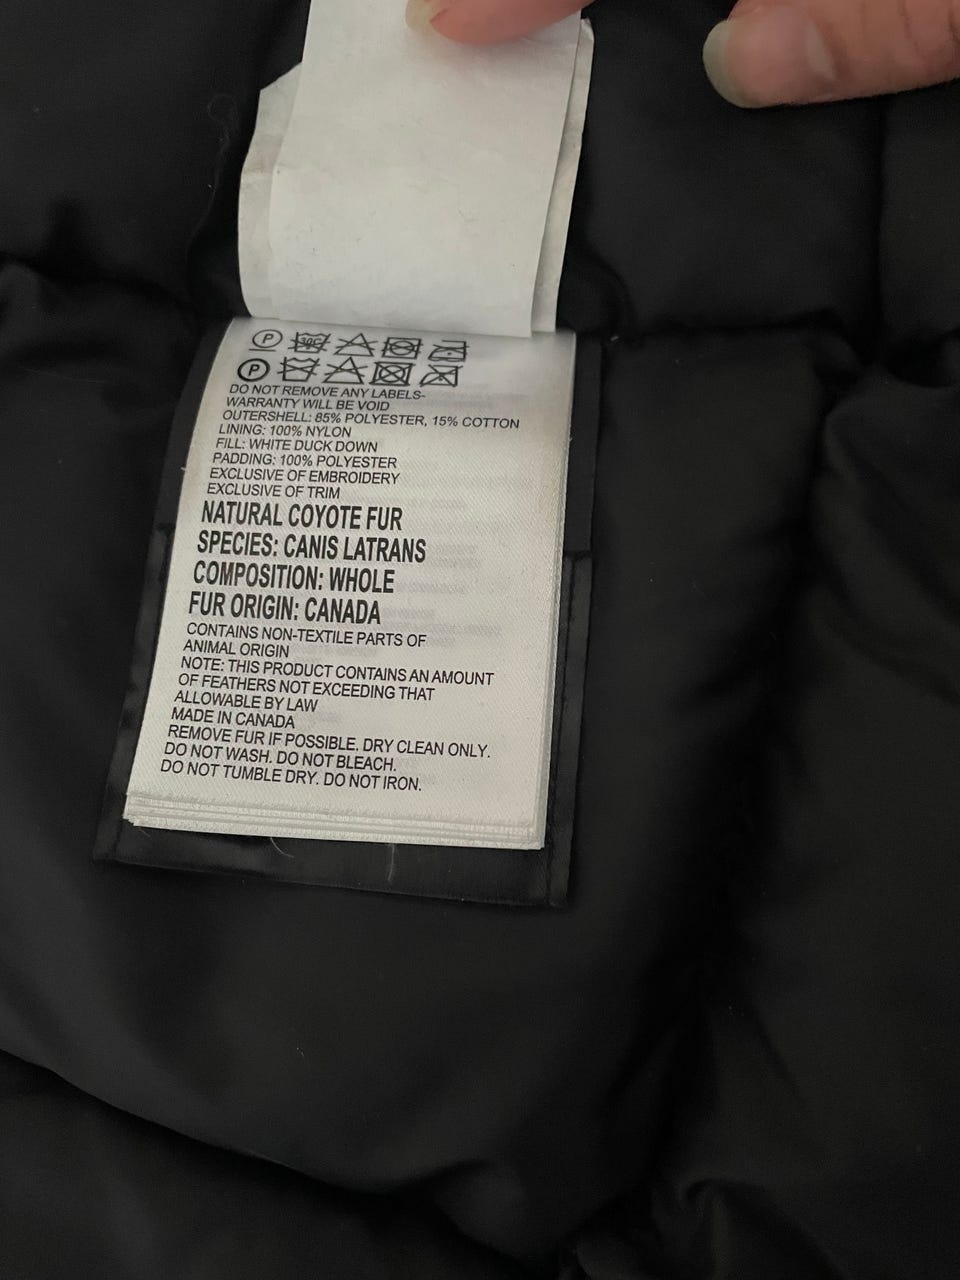 P 30C
P
DO NOT REMOVE ANY LABELS-
WARRANTY WILL BE VOID
OUTERSHELL: 85% POLYESTER, 15% COTTON
LINING: 100% NYLON
FILL: WHITE DUCK DOWN
PADDING: 100% POLYESTER
EXCLUSIVE OF EMBROIDERY
EXCLUSIVE OF TRIM
NATURAL COYOTE FUR
SPECIES: CANIS LATRANS
COMPOSITION: WHOLE
FUR ORIGIN: CANADA
CONTAINS NON-TEXTILE PARTS OF
ANIMAL ORIGIN
NOTE: THIS PRODUCT CONTAINS AN AMOUNT
OF FEATHERS NOT EXCEEDING THAT
ALLOWABLE BY LAW
MADE IN CANADA
REMOVE FUR IF POSSIBLE. DRY CLEAN ONLY.
DO NOT WASH. DO NOT BLEACH.
DO NOT TUMBLE DRY. DO NOT IRON.